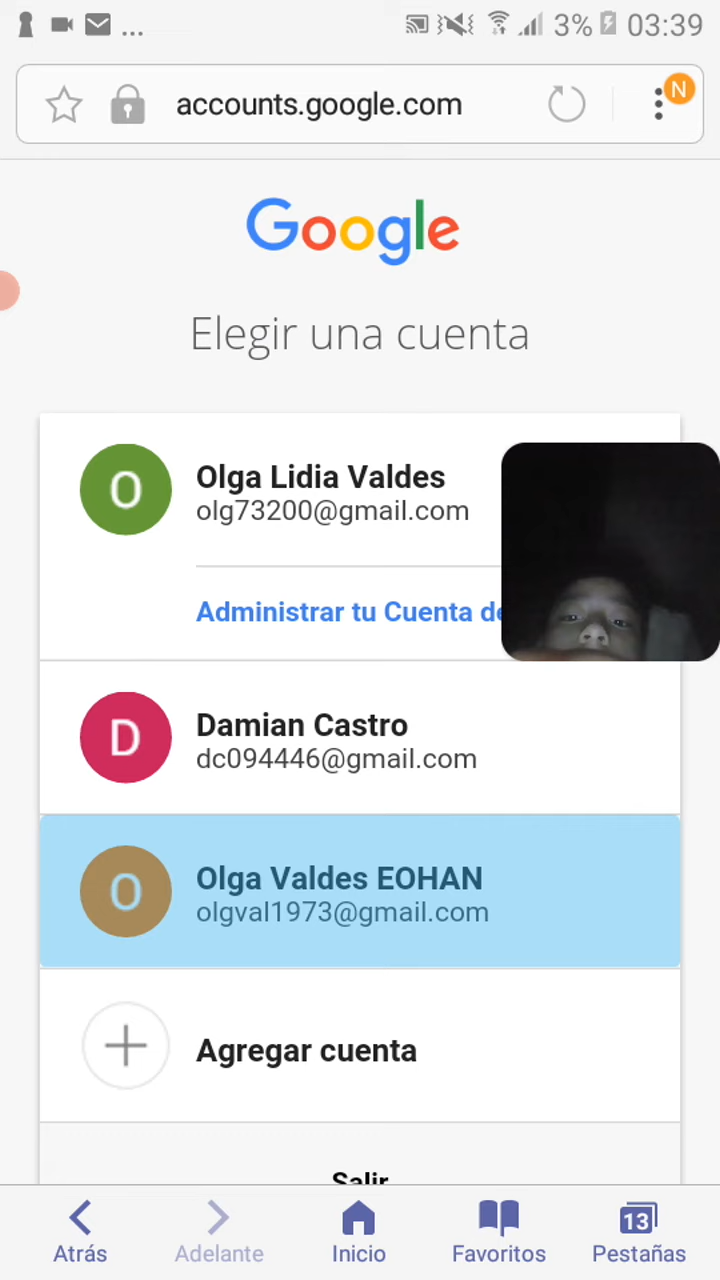 ... 3% 03:39
accounts.google.com
N
Google
Elegir una cuenta
O
Olga Lidia Valdes
olg73200@gmail.com
Administrar tu Cuenta de
D
Damian Castro
dc094446@gmail.com
O
Olga Valdes EOHAN
olgval1973@gmail.com
Agregar cuenta
Salir
13
Atrás Adelante Inicio Favoritos Pestañas